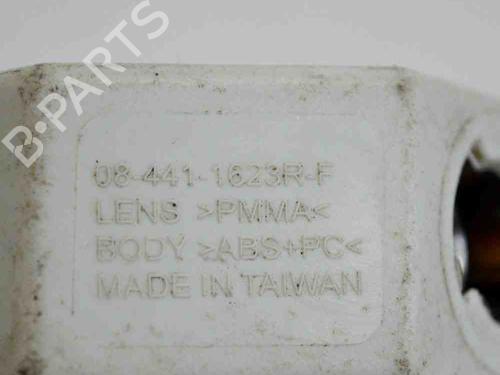 B-PARTS
08-441-1623R-F
LENS >PMMA<
BODY >ABS+PC<
MADE IN TAIWAN